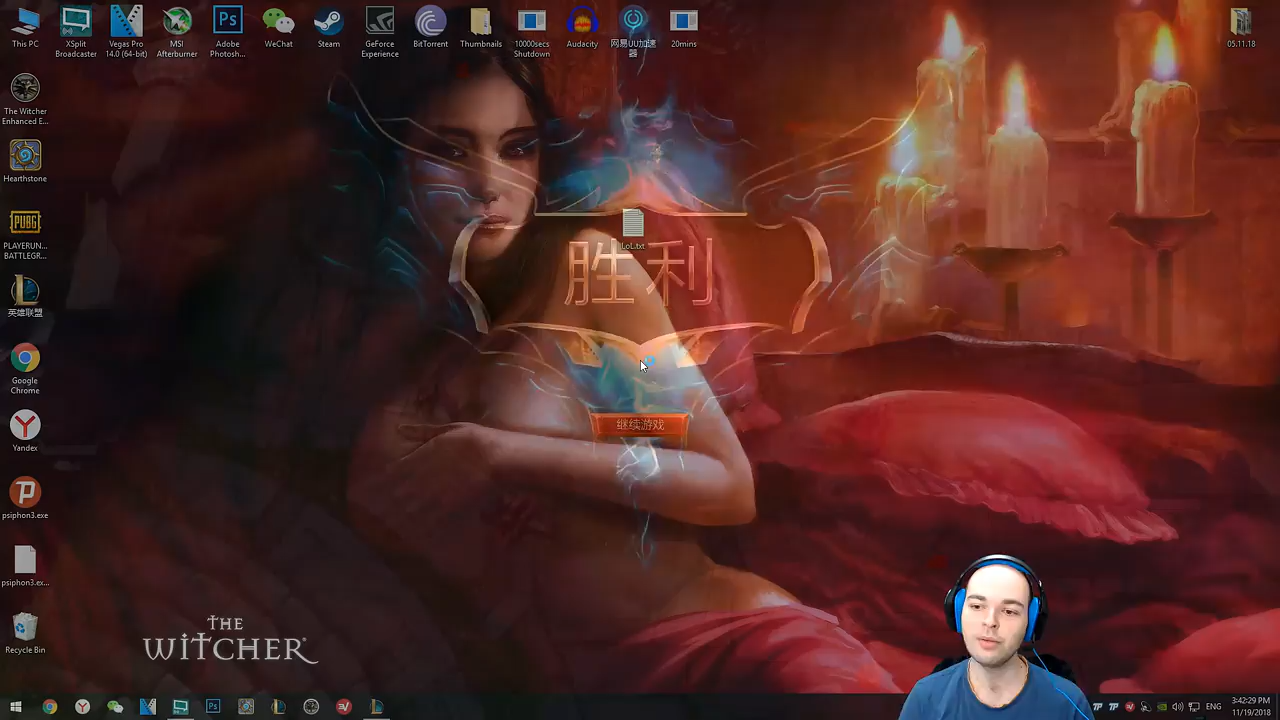 This PC
XSplit
Broadcaster
Vegas Pro
14.0 (64-bit)
MSI
Afterburner
Adobe
Photosh...
WeChat
Steam
GeForce
Experience
BitTorrent
Thumbnails
10000secs
Shutdown
Audacity
网易UU加速
器
20mins
05.11.18
The Witcher
Enhanced E...
Hearthstone
PUBG
PLAYERUN...
BATTLEGR...
英雄联盟
Google
Chrome
Yandex
psiphon3.exe
psiphon3.ex...
Recycle Bin
LoL.txt
胜利
继续游戏
THE
WITCHER
ENG
3:42:29 PM
11/19/2018